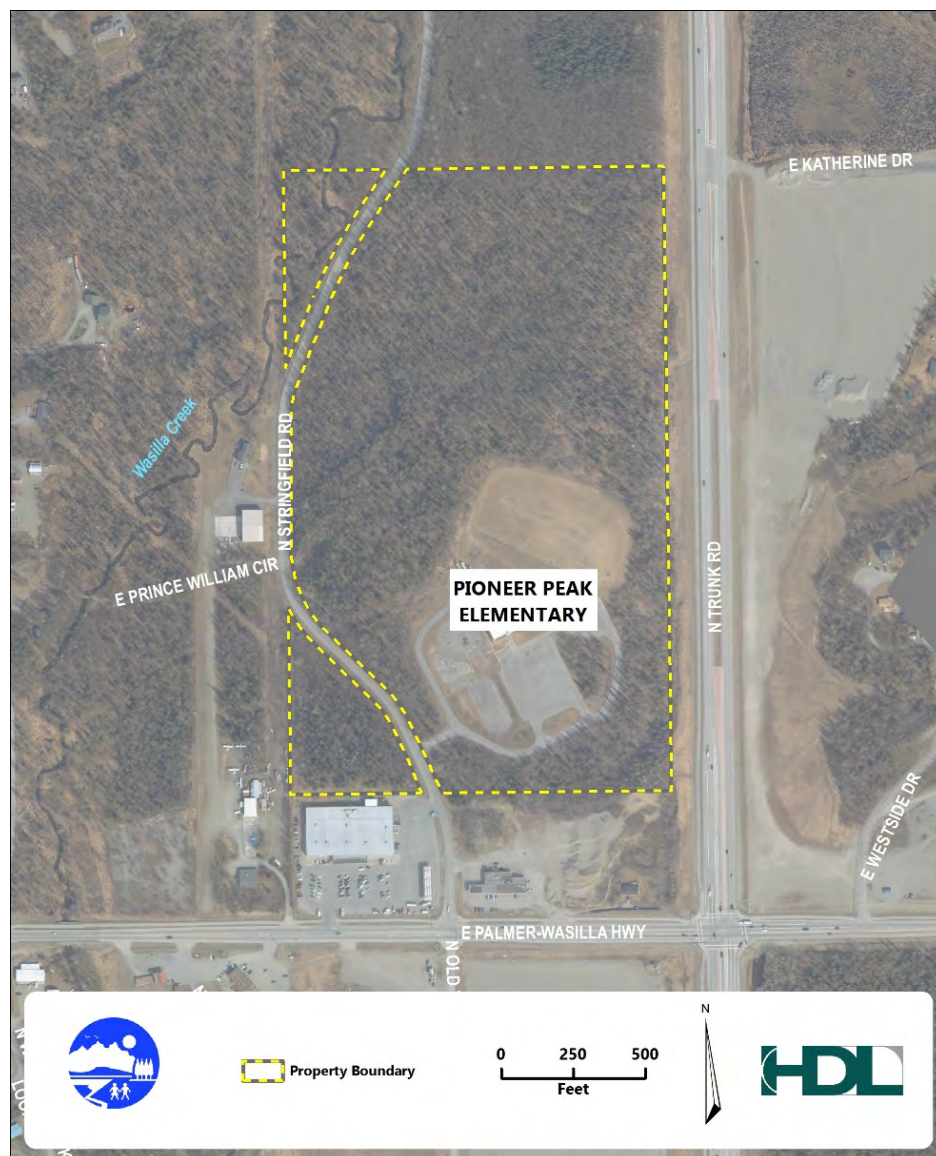 E KATHERINE DR
Wasilla Creek
N STRINGFIELD RD
E PRINCE WILLIAM CIR
PIONEER PEAK
ELEMENTARY
N TRUNK RD
E WESTSIDE DR
E PALMER-WASILLA HWY
N OLD
Property Boundary
0 250 500
Feet
N
HDL